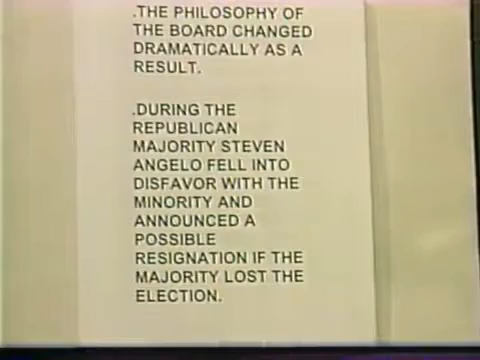 .THE PHILOSOPHY OF
THE BOARD CHANGED
DRAMATICALLY AS A
RESULT.
.DURING THE
REPUBLICAN
MAJORITY STEVEN
ANGELO FELL INTO
DISFAVOR WITH THE
MINORITY AND
ANNOUNCED A
POSSIBLE
RESIGNATION IF THE
MAJORITY LOST THE
ELECTION.